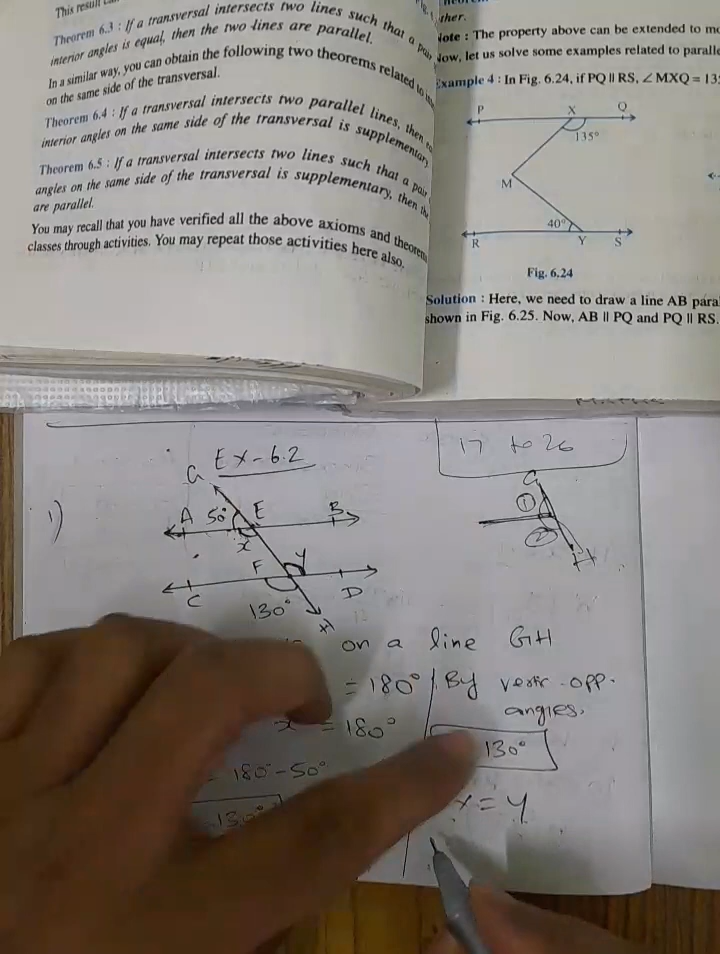 This result
Theorem 6.3 : If a transversal intersects two lines such that a pair
interior angles is equal, then the two lines are parallel.
In a similar way, you can obtain the following two theorems related to
on the same side of the transversal.
Theorem 6.4 : If a transversal intersects two parallel lines, then
interior angles on the same side of the transversal is supplementary.
Theorem 6.5 : If a transversal intersects two lines such that a pair
angles on the same side of the transversal is supplementary, then the
are parallel.
You may recall that you have verified all the above axioms and theorem
classes through activities. You may repeat those activities here also.
ther.
Note : The property above can be extended to mo
Now, let us solve some examples related to paralle
Example 4 : In Fig. 6.24, if PQ || RS, ∠ MXQ = 13
P X Q
135°
M
40°
R Y S
Fig. 6.24
Solution : Here, we need to draw a line AB para
shown in Fig. 6.25. Now, AB || PQ and PQ || RS.
Ex-6.2
17 to 26
1)
G
A 50° E B
x
F y
C 130° D
H
G
1
2
H
on a line GH
= 180°
x = 180°
= 180° - 50°
130°
By vertic. opp.
angles.
130°
x = y